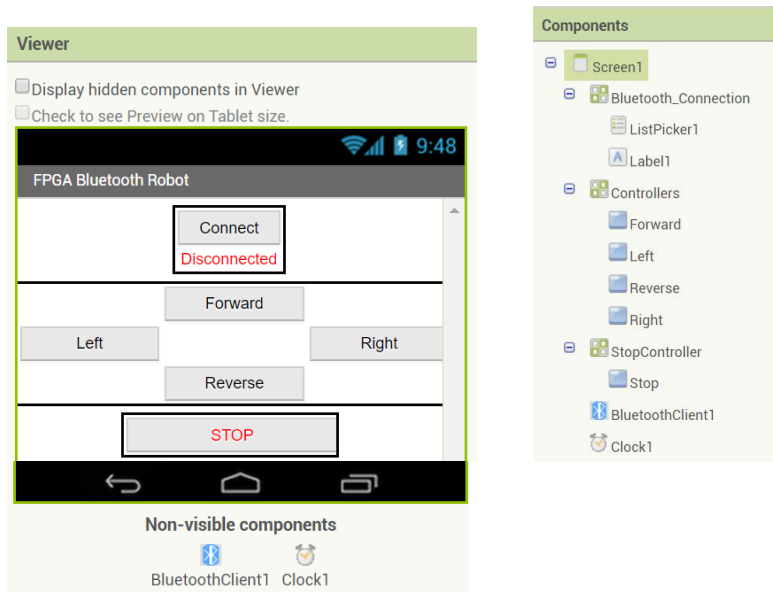 Viewer
Display hidden components in Viewer
Check to see Preview on Tablet size.
9:48
FPGA Bluetooth Robot
Connect
Disconnected
Forward
Left
Right
Reverse
STOP
Non-visible components
BluetoothClient1
Clock1
Components
Screen1
Bluetooth_Connection
ListPicker1
A Label1
Controllers
Forward
Left
Reverse
Right
StopController
Stop
BluetoothClient1
Clock1